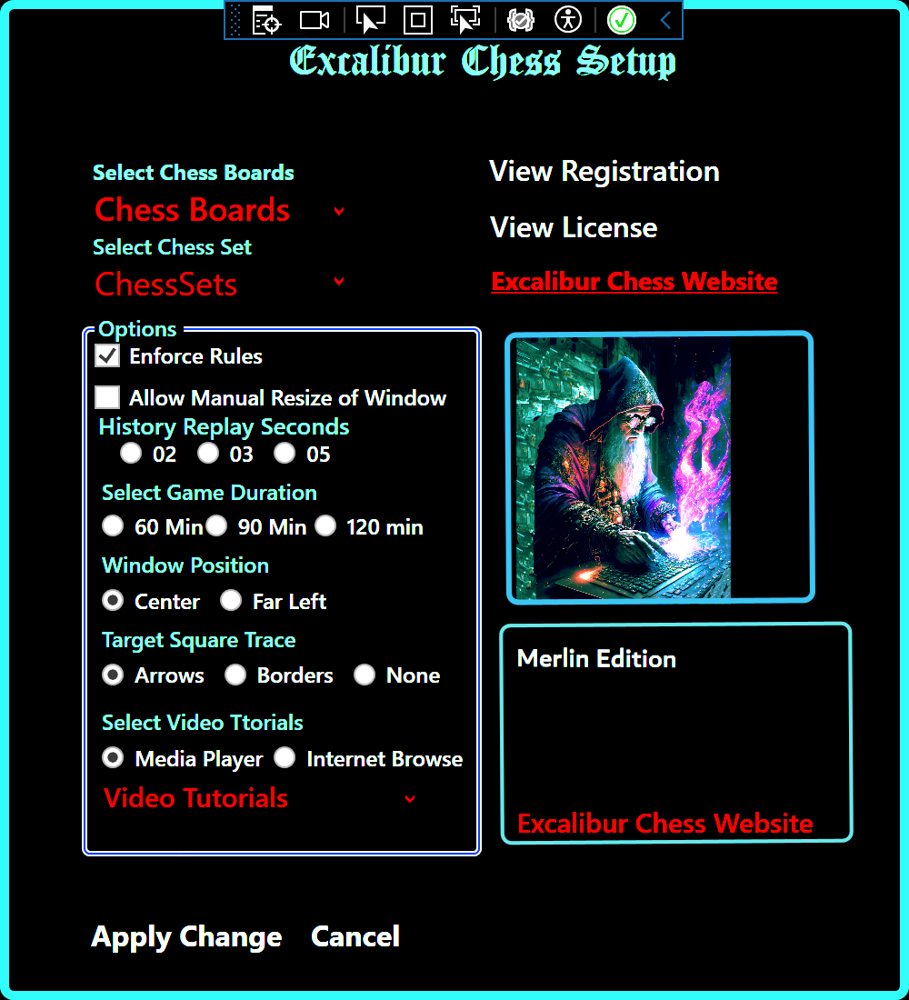 Excalibur Chess Setup
Select Chess Boards
Chess Boards
Select Chess Set
ChessSets
View Registration
View License
Excalibur Chess Website
Options
Enforce Rules
Allow Manual Resize of Window
History Replay Seconds
02 03 05
Select Game Duration
60 Min 90 Min 120 min
Window Position
Center Far Left
Target Square Trace
Arrows Borders None
Select Video Ttorials
Media Player Internet Browse
Video Tutorials
Merlin Edition
Excalibur Chess Website
Apply Change Cancel